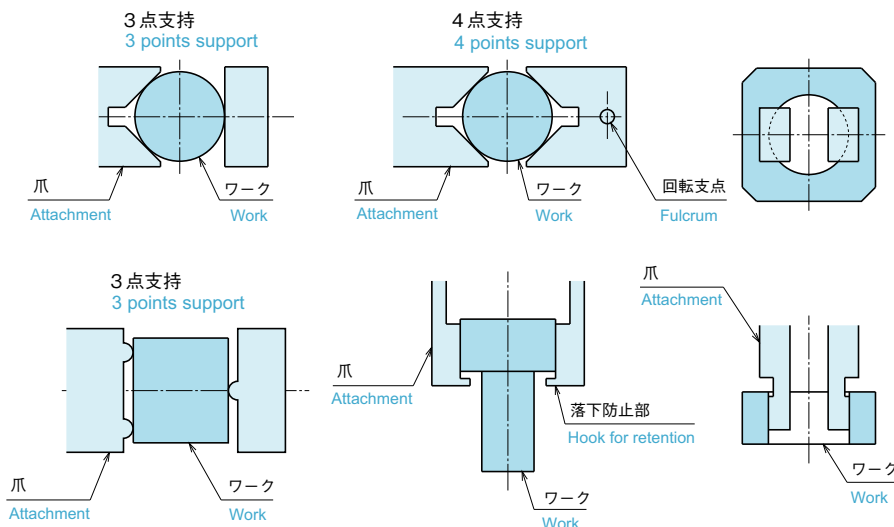 3点支持
3 points support
4点支持
4 points support
爪
Attachment
ワーク
Work
爪
Attachment
ワーク
Work
回転支点
Fulcrum
3点支持
3 points support
爪
Attachment
ワーク
Work
爪
Attachment
落下防止部
Hook for retention
ワーク
Work
爪
Attachment
ワーク
Work